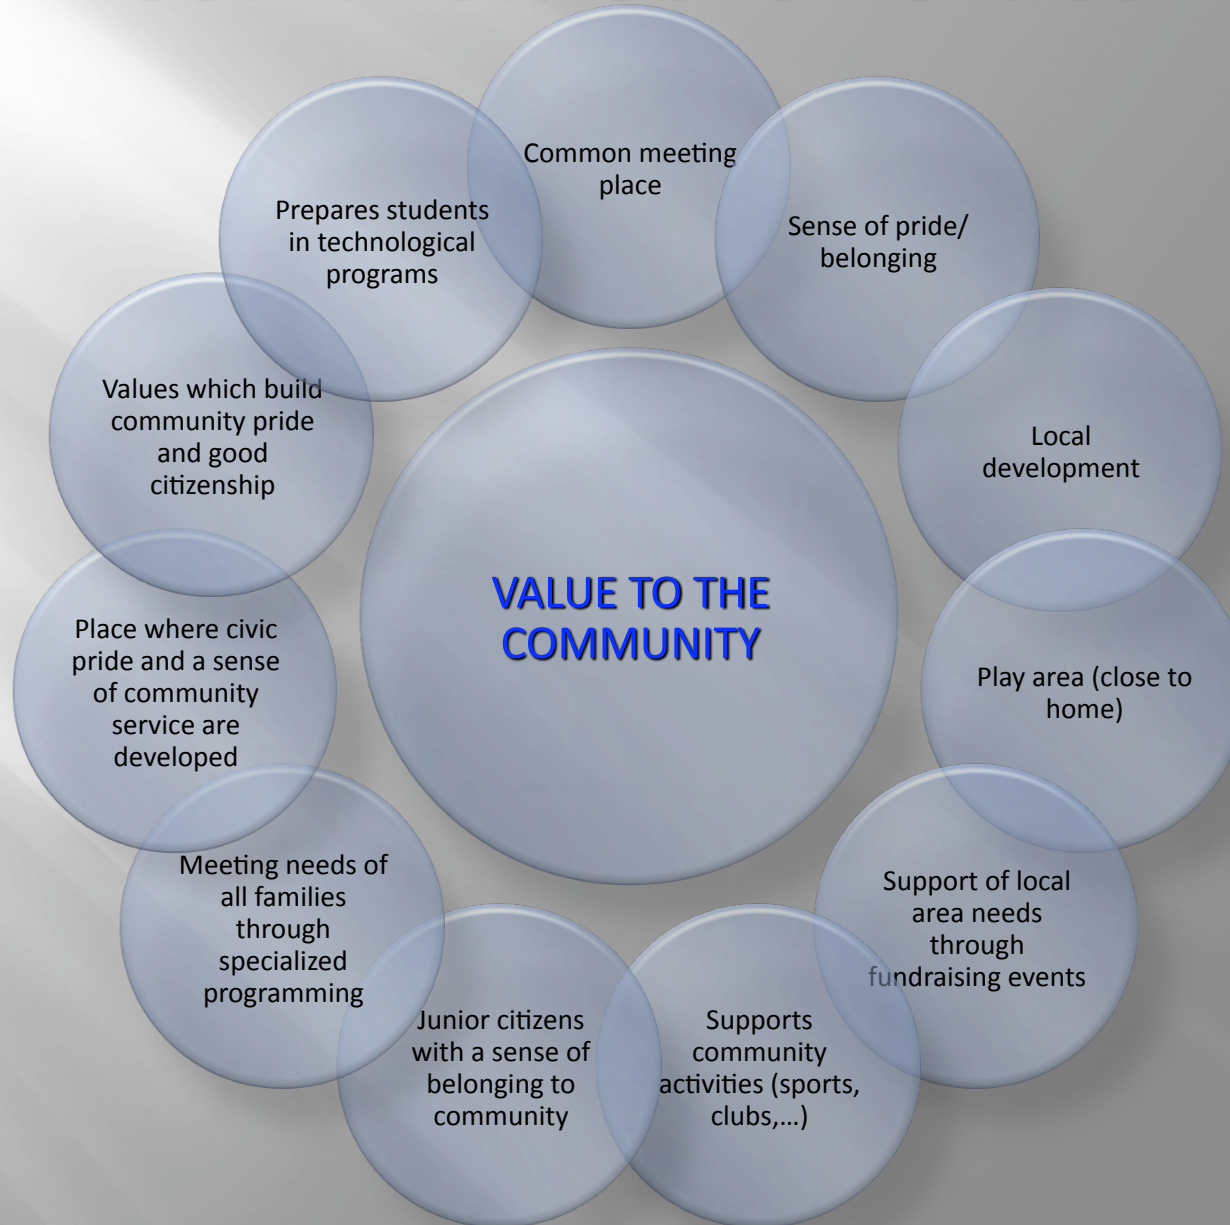 Common meeting
place
Sense of pride/
belonging
Local
development
Play area (close to
home)
Support of local
area needs
through
fundraising events
Supports
community
activities (sports,
clubs,...)
Junior citizens
with a sense of
belonging to
community
Meeting needs of
all families
through
specialized
programming
Place where civic
pride and a sense
of community
service are
developed
Values which build
community pride
and good
citizenship
Prepares students
in technological
programs
VALUE TO THE
COMMUNITY